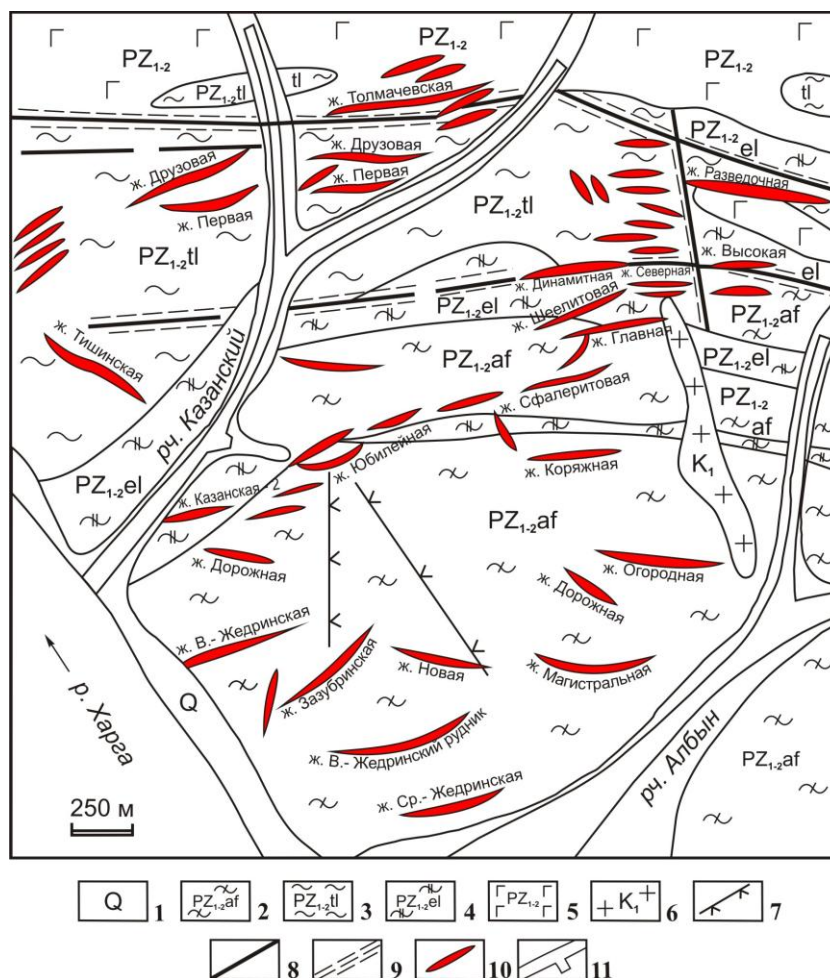 PZ₁₋₂
PZ₁₋₂
PZ₁₋₂
PZ₁₋₂tl
tl
tl
ж. Толмачевская
PZ₁₋₂
el
ж. Друзовая
ж. Друзовая
ж. Первая
ж. Разведочная
ж. Первая
PZ₁₋₂tl
PZ₁₋₂tl
ж. Высокая
el
ж. Динамитная
ж. Северная
PZ₁₋₂el
ж. Шеелитовая
PZ₁₋₂af
ж. Главная
ж. Тишинская
PZ₁₋₂af
PZ₁₋₂el
рч. Казанский
ж. Сфалеритовая
PZ₁₋₂
af
ж. Юбилейная
ж. Коряжная
K₁
PZ₁₋₂el
ж. Казанская - 2
PZ₁₋₂af
ж. Дорожная
ж. Огородная
ж. Дорожная
ж. В.- Жедринская
р. Харга
Q
ж. Зазубринская
ж. Новая
ж. Магистральная
ж. В.- Жедринский рудник
рч. Албын
PZ₁₋₂af
ж. Ср.- Жедринская
250 м
Q 1 PZ₁₋₂af 2 PZ₁₋₂tl 3 PZ₁₋₂el 4 PZ₁₋₂ 5 K₁ 6 7
8 9 10 11